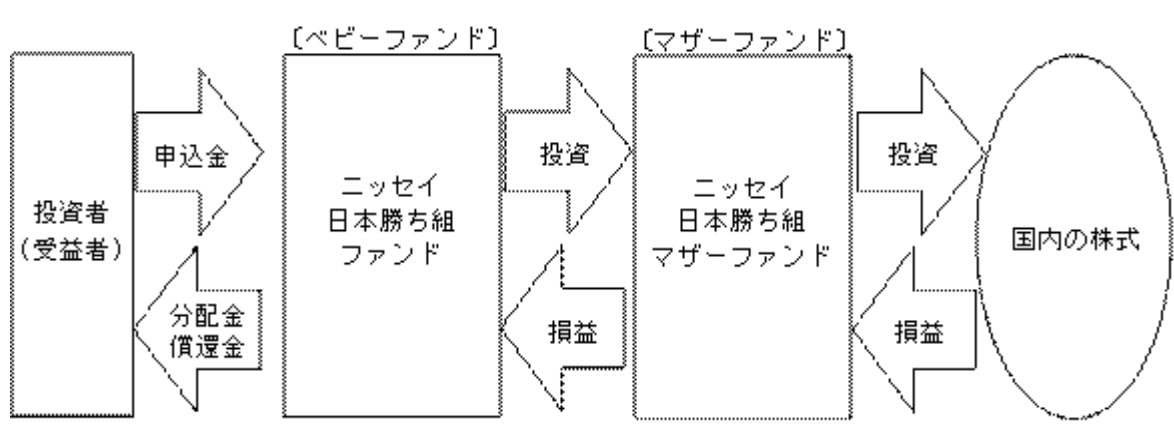 〔ベビーファンド〕
〔マザーファンド〕
投資者
(受益者)
申込金
分配金
償還金
ニッセイ
日本勝ち組
ファンド
投資
損益
ニッセイ
日本勝ち組
マザーファンド
投資
損益
国内の株式